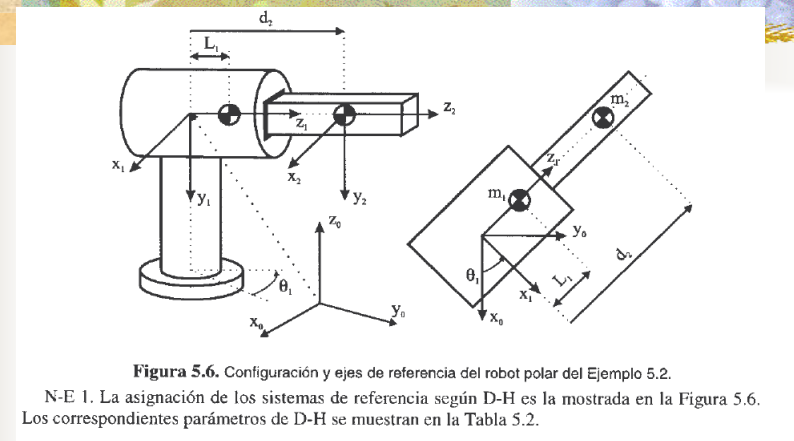 d₂
L₁
z₁
z₂
x₁
x₂
y₁
y₂
θ₁
z₀
x₀
y₀
m₂
zᵣ
m₁
y₀
θ₁
x₁
L₁
d₂
x₀
Figura 5.6. Configuración y ejes de referencia del robot polar del Ejemplo 5.2.
N-E 1. La asignación de los sistemas de referencia según D-H es la mostrada en la Figura 5.6.
Los correspondientes parámetros de D-H se muestran en la Tabla 5.2.